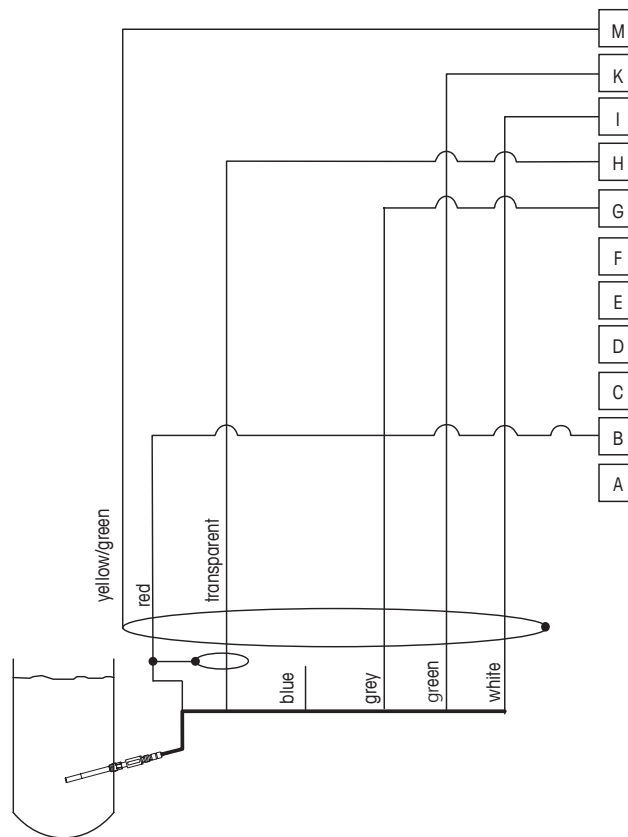 M
K
I
H
G
F
E
D
C
B
A
yellow/green
red
transparent
blue
grey
green
white